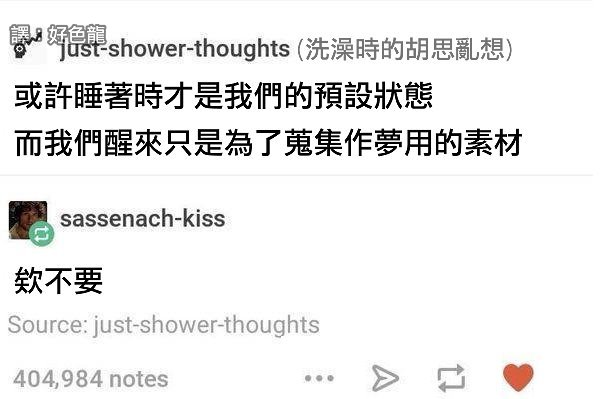 譯：好色龍
just-shower-thoughts (洗澡時的胡思亂想)
或許睡著時才是我們的預設狀態
而我們醒來只是為了蒐集作夢用的素材
sassenach-kiss
欸不要
Source: just-shower-thoughts
404,984 notes